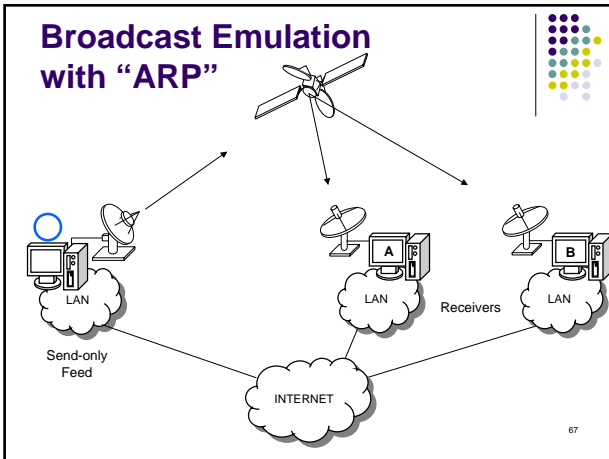 Broadcast Emulation
with “ARP”
A
B
LAN
LAN
Receivers
LAN
Send-only
Feed
INTERNET
67